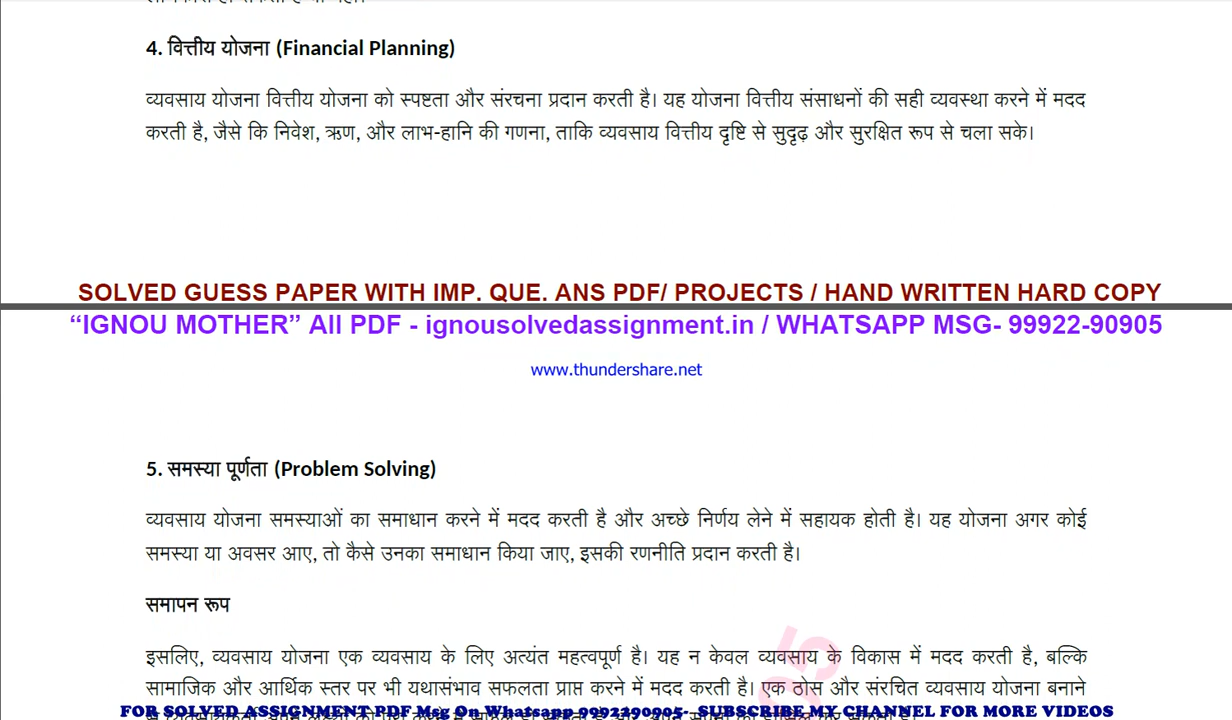 4. वित्तीय योजना (Financial Planning)
व्यवसाय योजना वित्तीय योजना को स्पष्टता और संरचना प्रदान करती है। यह योजना वित्तीय संसाधनों की सही व्यवस्था करने में मदद
करती है, जैसे कि निवेश, ऋण, और लाभ-हानि की गणना, ताकि व्यवसाय वित्तीय दृष्टि से सुदृढ़ और सुरक्षित रूप से चला सके।
SOLVED GUESS PAPER WITH IMP. QUE. ANS PDF/ PROJECTS / HAND WRITTEN HARD COPY
“IGNOU MOTHER” All PDF - ignousolvedassignment.in / WHATSAPP MSG- 99922-90905
www.thundershare.net
5. समस्या पूर्णता (Problem Solving)
व्यवसाय योजना समस्याओं का समाधान करने में मदद करती है और अच्छे निर्णय लेने में सहायक होती है। यह योजना अगर कोई
समस्या या अवसर आए, तो कैसे उनका समाधान किया जाए, इसकी रणनीति प्रदान करती है।
समापन रूप
इसलिए, व्यवसाय योजना एक व्यवसाय के लिए अत्यंत महत्वपूर्ण है। यह न केवल व्यवसाय के विकास में मदद करती है, बल्कि
सामाजिक और आर्थिक स्तर पर भी यथासंभव सफलता प्राप्त करने में मदद करती है। एक ठोस और संरचित व्यवसाय योजना बनाने
FOR SOLVED ASSIGNMENT PDF Msg On Whatsapp 9992290905- SUBSCRIBE MY CHANNEL FOR MORE VIDEOS